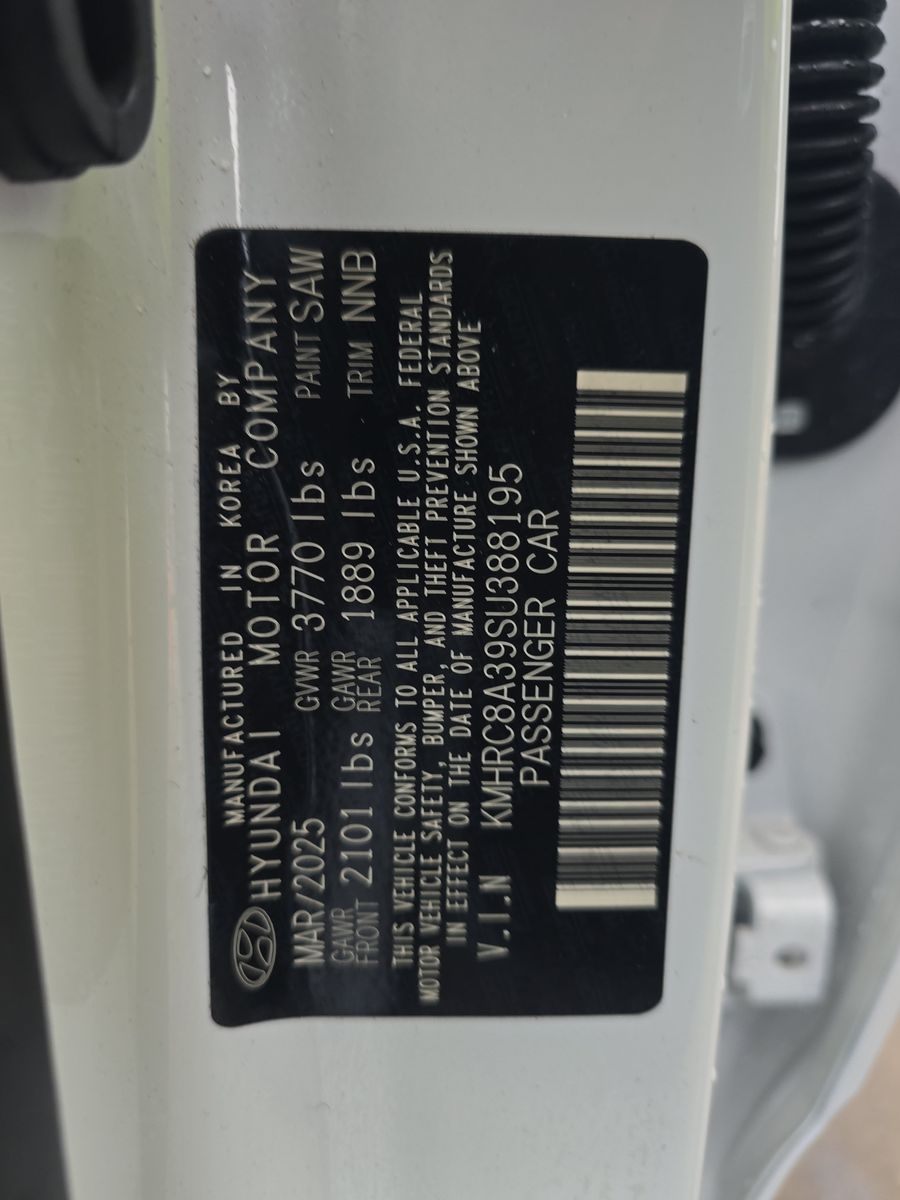 MANUFACTURED IN KOREA BY
HYUNDAI MOTOR COMPANY
MAR/2025 GVWR 3770 lbs PAINT SAW
GAWR FRONT 2101 lbs GAWR REAR 1889 lbs TRIM NNB
THIS VEHICLE CONFORMS TO ALL APPLICABLE U.S.A. FEDERAL
MOTOR VEHICLE SAFETY, BUMPER, AND THEFT PREVENTION STANDARDS
IN EFFECT ON THE DATE OF MANUFACTURE SHOWN ABOVE
V.I.N KMHRC8A39SU388195
PASSENGER CAR